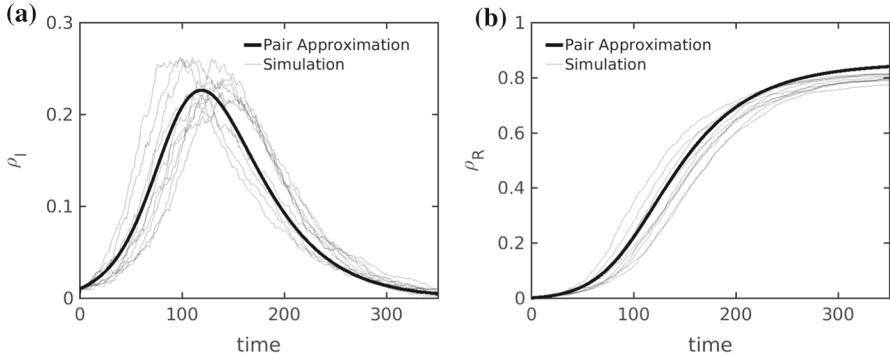 (a)
0.3
0.2
0.1
0
ρI
Pair Approximation
Simulation
0 100 200 300
time
(b)
1
0.8
0.6
0.4
0.2
0
ρR
Pair Approximation
Simulation
0 100 200 300
time